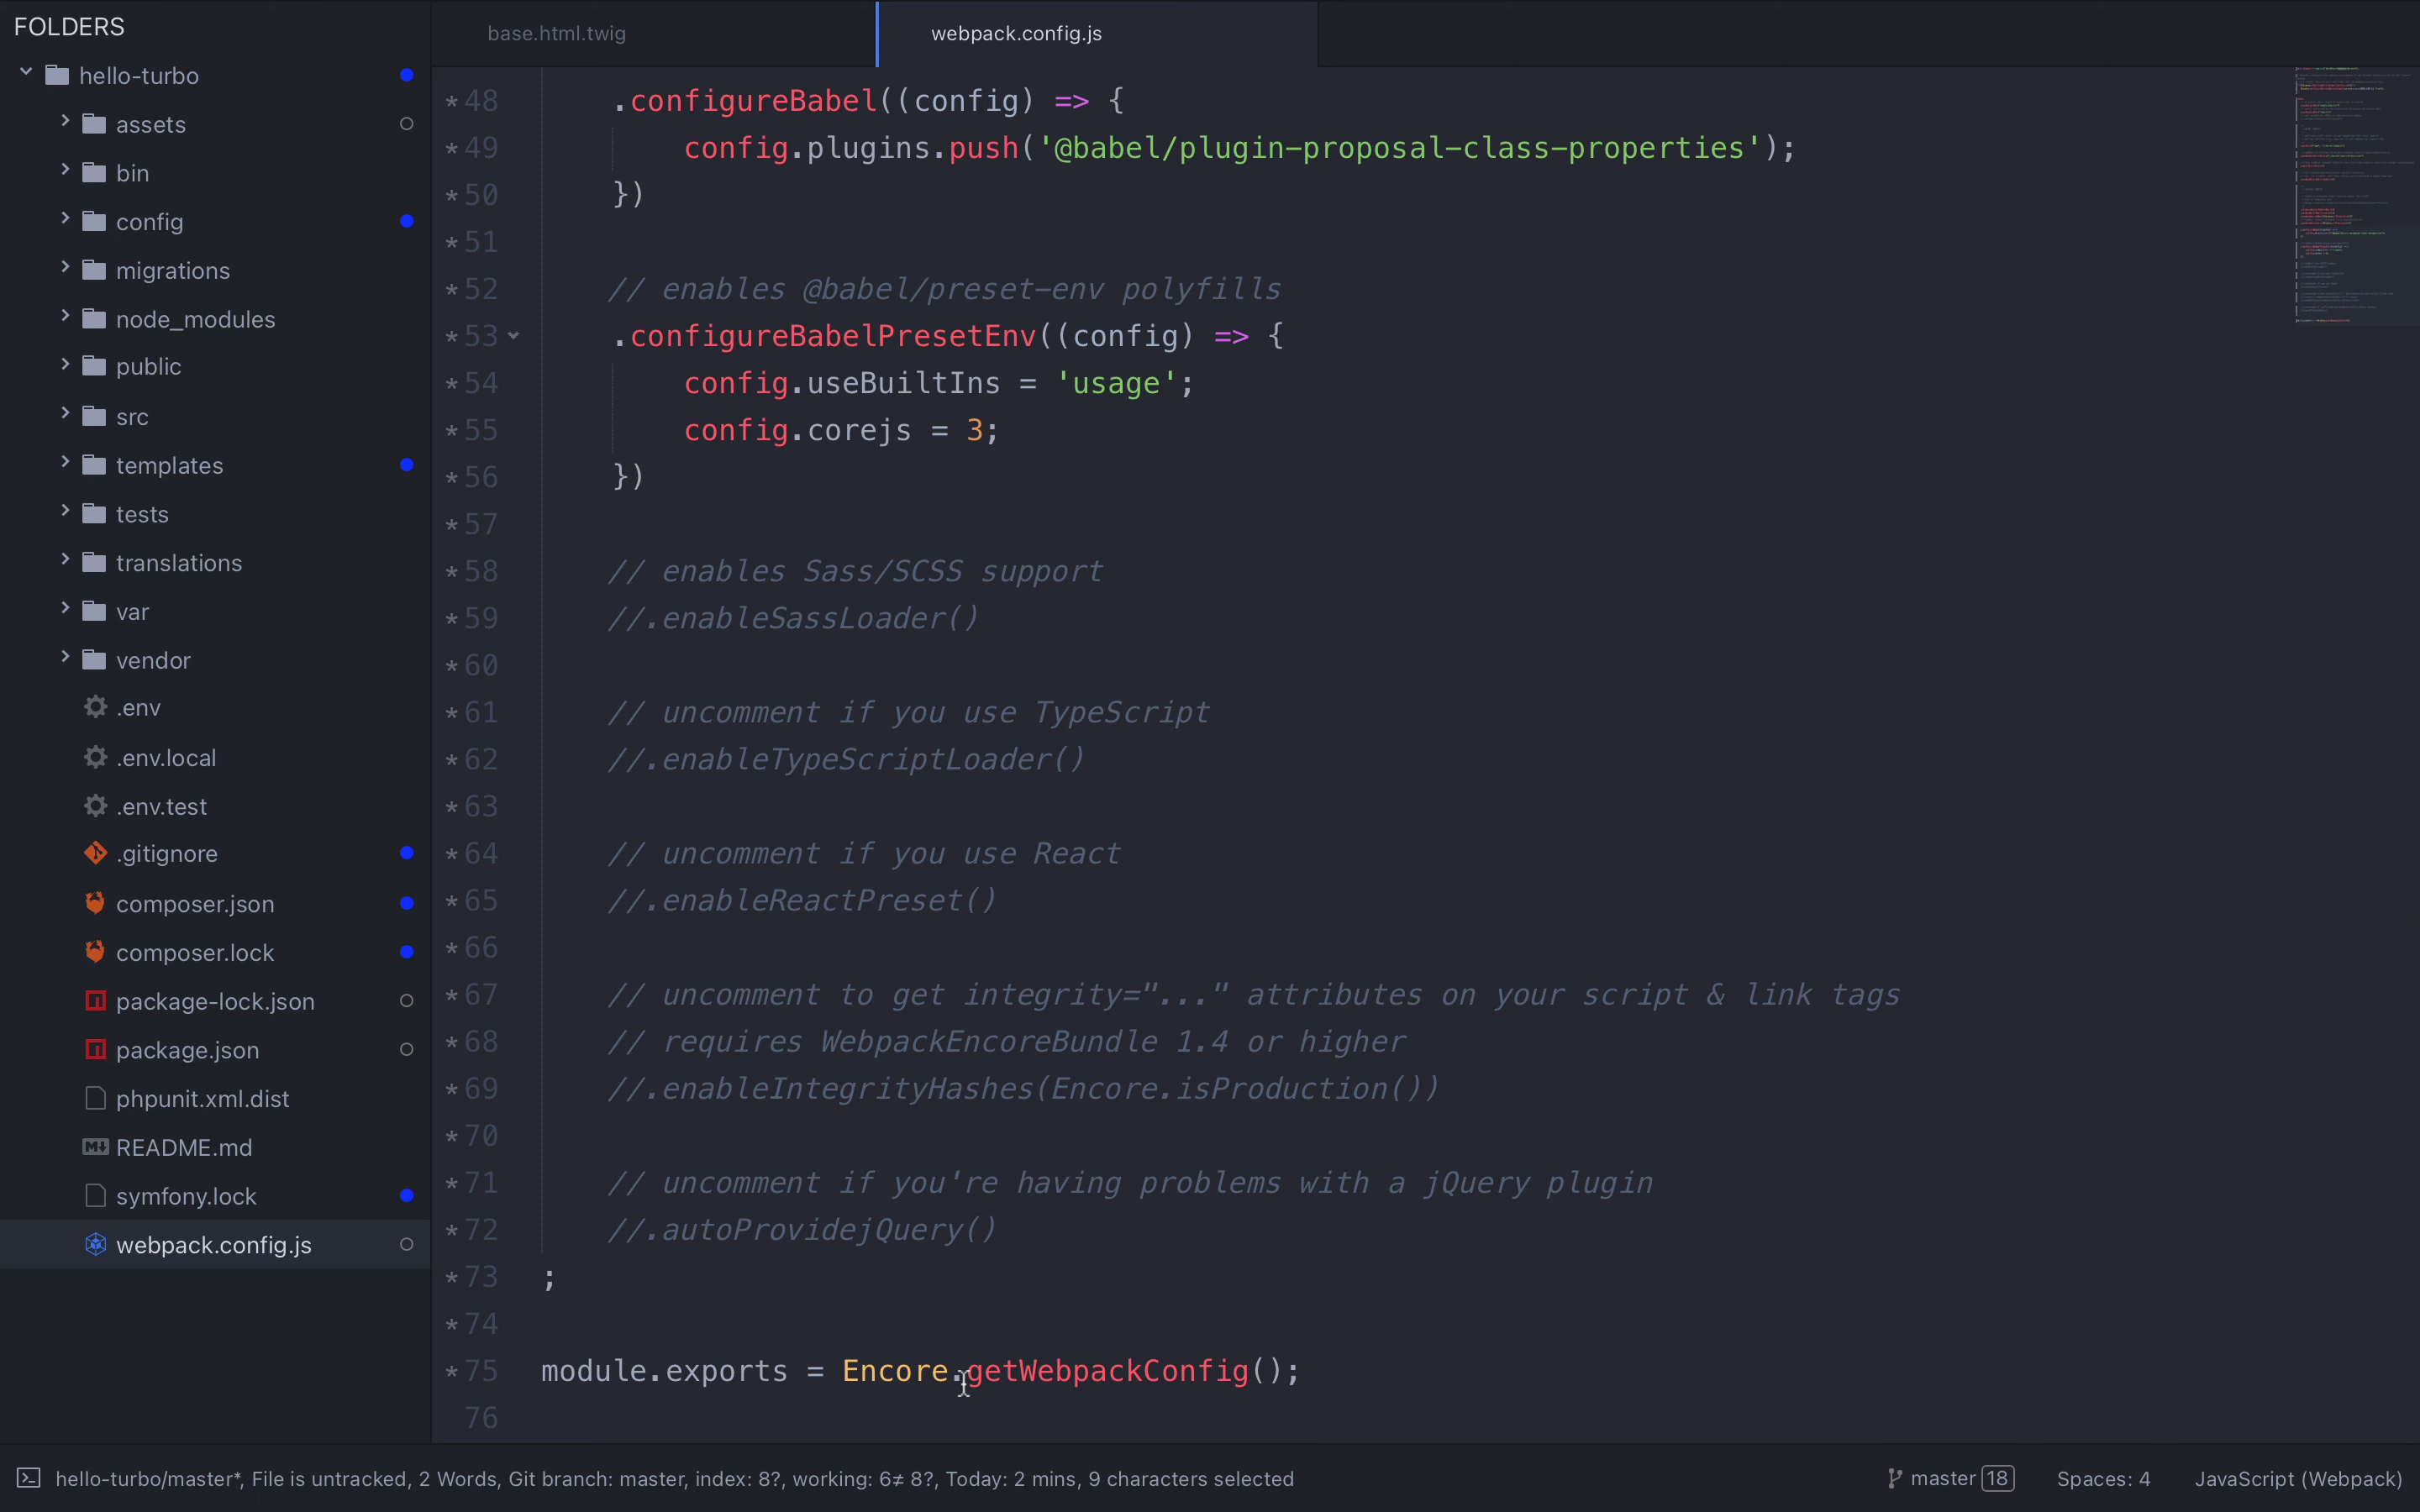 FOLDERS
hello-turbo
assets
bin
config
migrations
node_modules
public
src
templates
tests
translations
var
vendor
.env
.env.local
.env.test
.gitignore
composer.json
composer.lock
package-lock.json
package.json
phpunit.xml.dist
README.md
symfony.lock
webpack.config.js
base.html.twig
webpack.config.js
*48 .configureBabel((config) => {
*49 config.plugins.push('@babel/plugin-proposal-class-properties');
*50 })
*51
*52 // enables @babel/preset-env polyfills
*53 .configureBabelPresetEnv((config) => {
*54 config.useBuiltIns = 'usage';
*55 config.corejs = 3;
*56 })
*57
*58 // enables Sass/SCSS support
*59 //.enableSassLoader()
*60
*61 // uncomment if you use TypeScript
*62 //.enableTypeScriptLoader()
*63
*64 // uncomment if you use React
*65 //.enableReactPreset()
*66
*67 // uncomment to get integrity="..." attributes on your script & link tags
*68 // requires WebpackEncoreBundle 1.4 or higher
*69 //.enableIntegrityHashes(Encore.isProduction())
*70
*71 // uncomment if you're having problems with a jQuery plugin
*72 //.autoProvidejQuery()
*73 ;
*74
*75 module.exports = Encore.getWebpackConfig();
76
hello-turbo/master*, File is untracked, 2 Words, Git branch: master, index: 8?, working: 6≠ 8?, Today: 2 mins, 9 characters selected
master 18 Spaces: 4 JavaScript (Webpack)